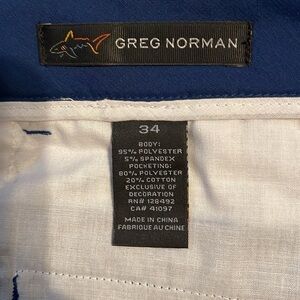 GREG NORMAN
34
BODY:
95% POLYESTER
5% SPANDEX
POCKETING:
80% POLYESTER
20% COTTON
EXCLUSIVE OF
DECORATION
RN# 128492
CA# 41097
MADE IN CHINA
FABRIQUE AU CHINE